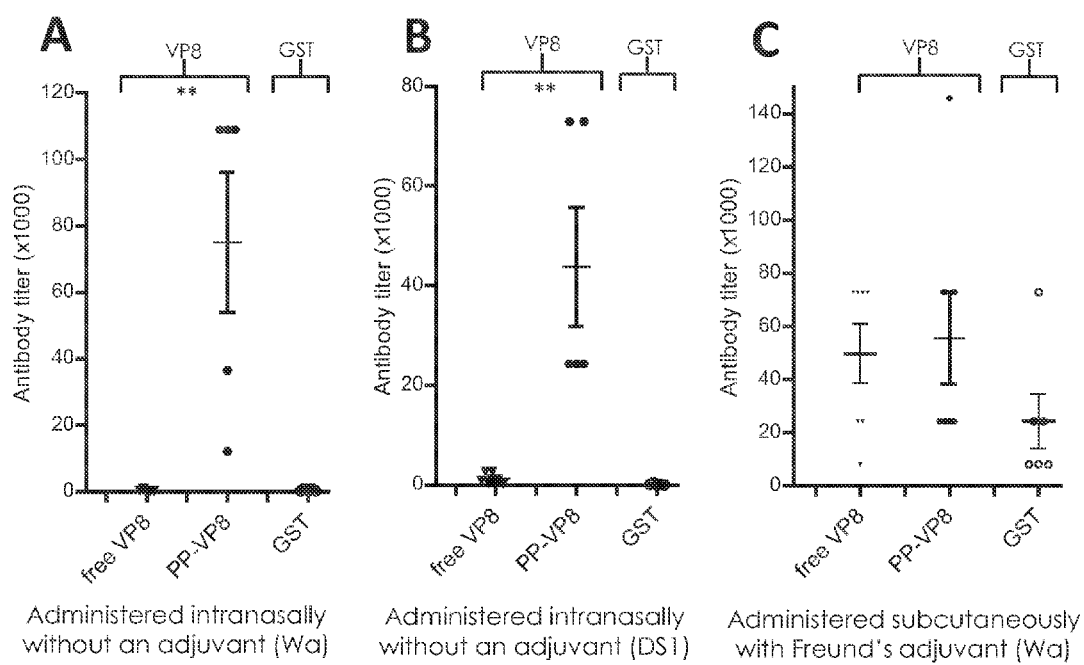 A
VP8
GST
**
120
100
80
60
40
20
0
Antibody titer (x1000)
free VP8
PP-VP8
GST
Administered intranasally
without an adjuvant (Wa)
B
VP8
GST
**
80
60
40
20
0
Antibody titer (x1000)
free VP8
PP-VP8
GST
Administered intranasally
without an adjuvant (DS1)
C
VP8
GST
140
120
140
80
60
40
20
0
Antibody titer (x1000)
free VP8
PP-VP8
GST
Administered subcutaneously
with Freund's adjuvant (Wa)